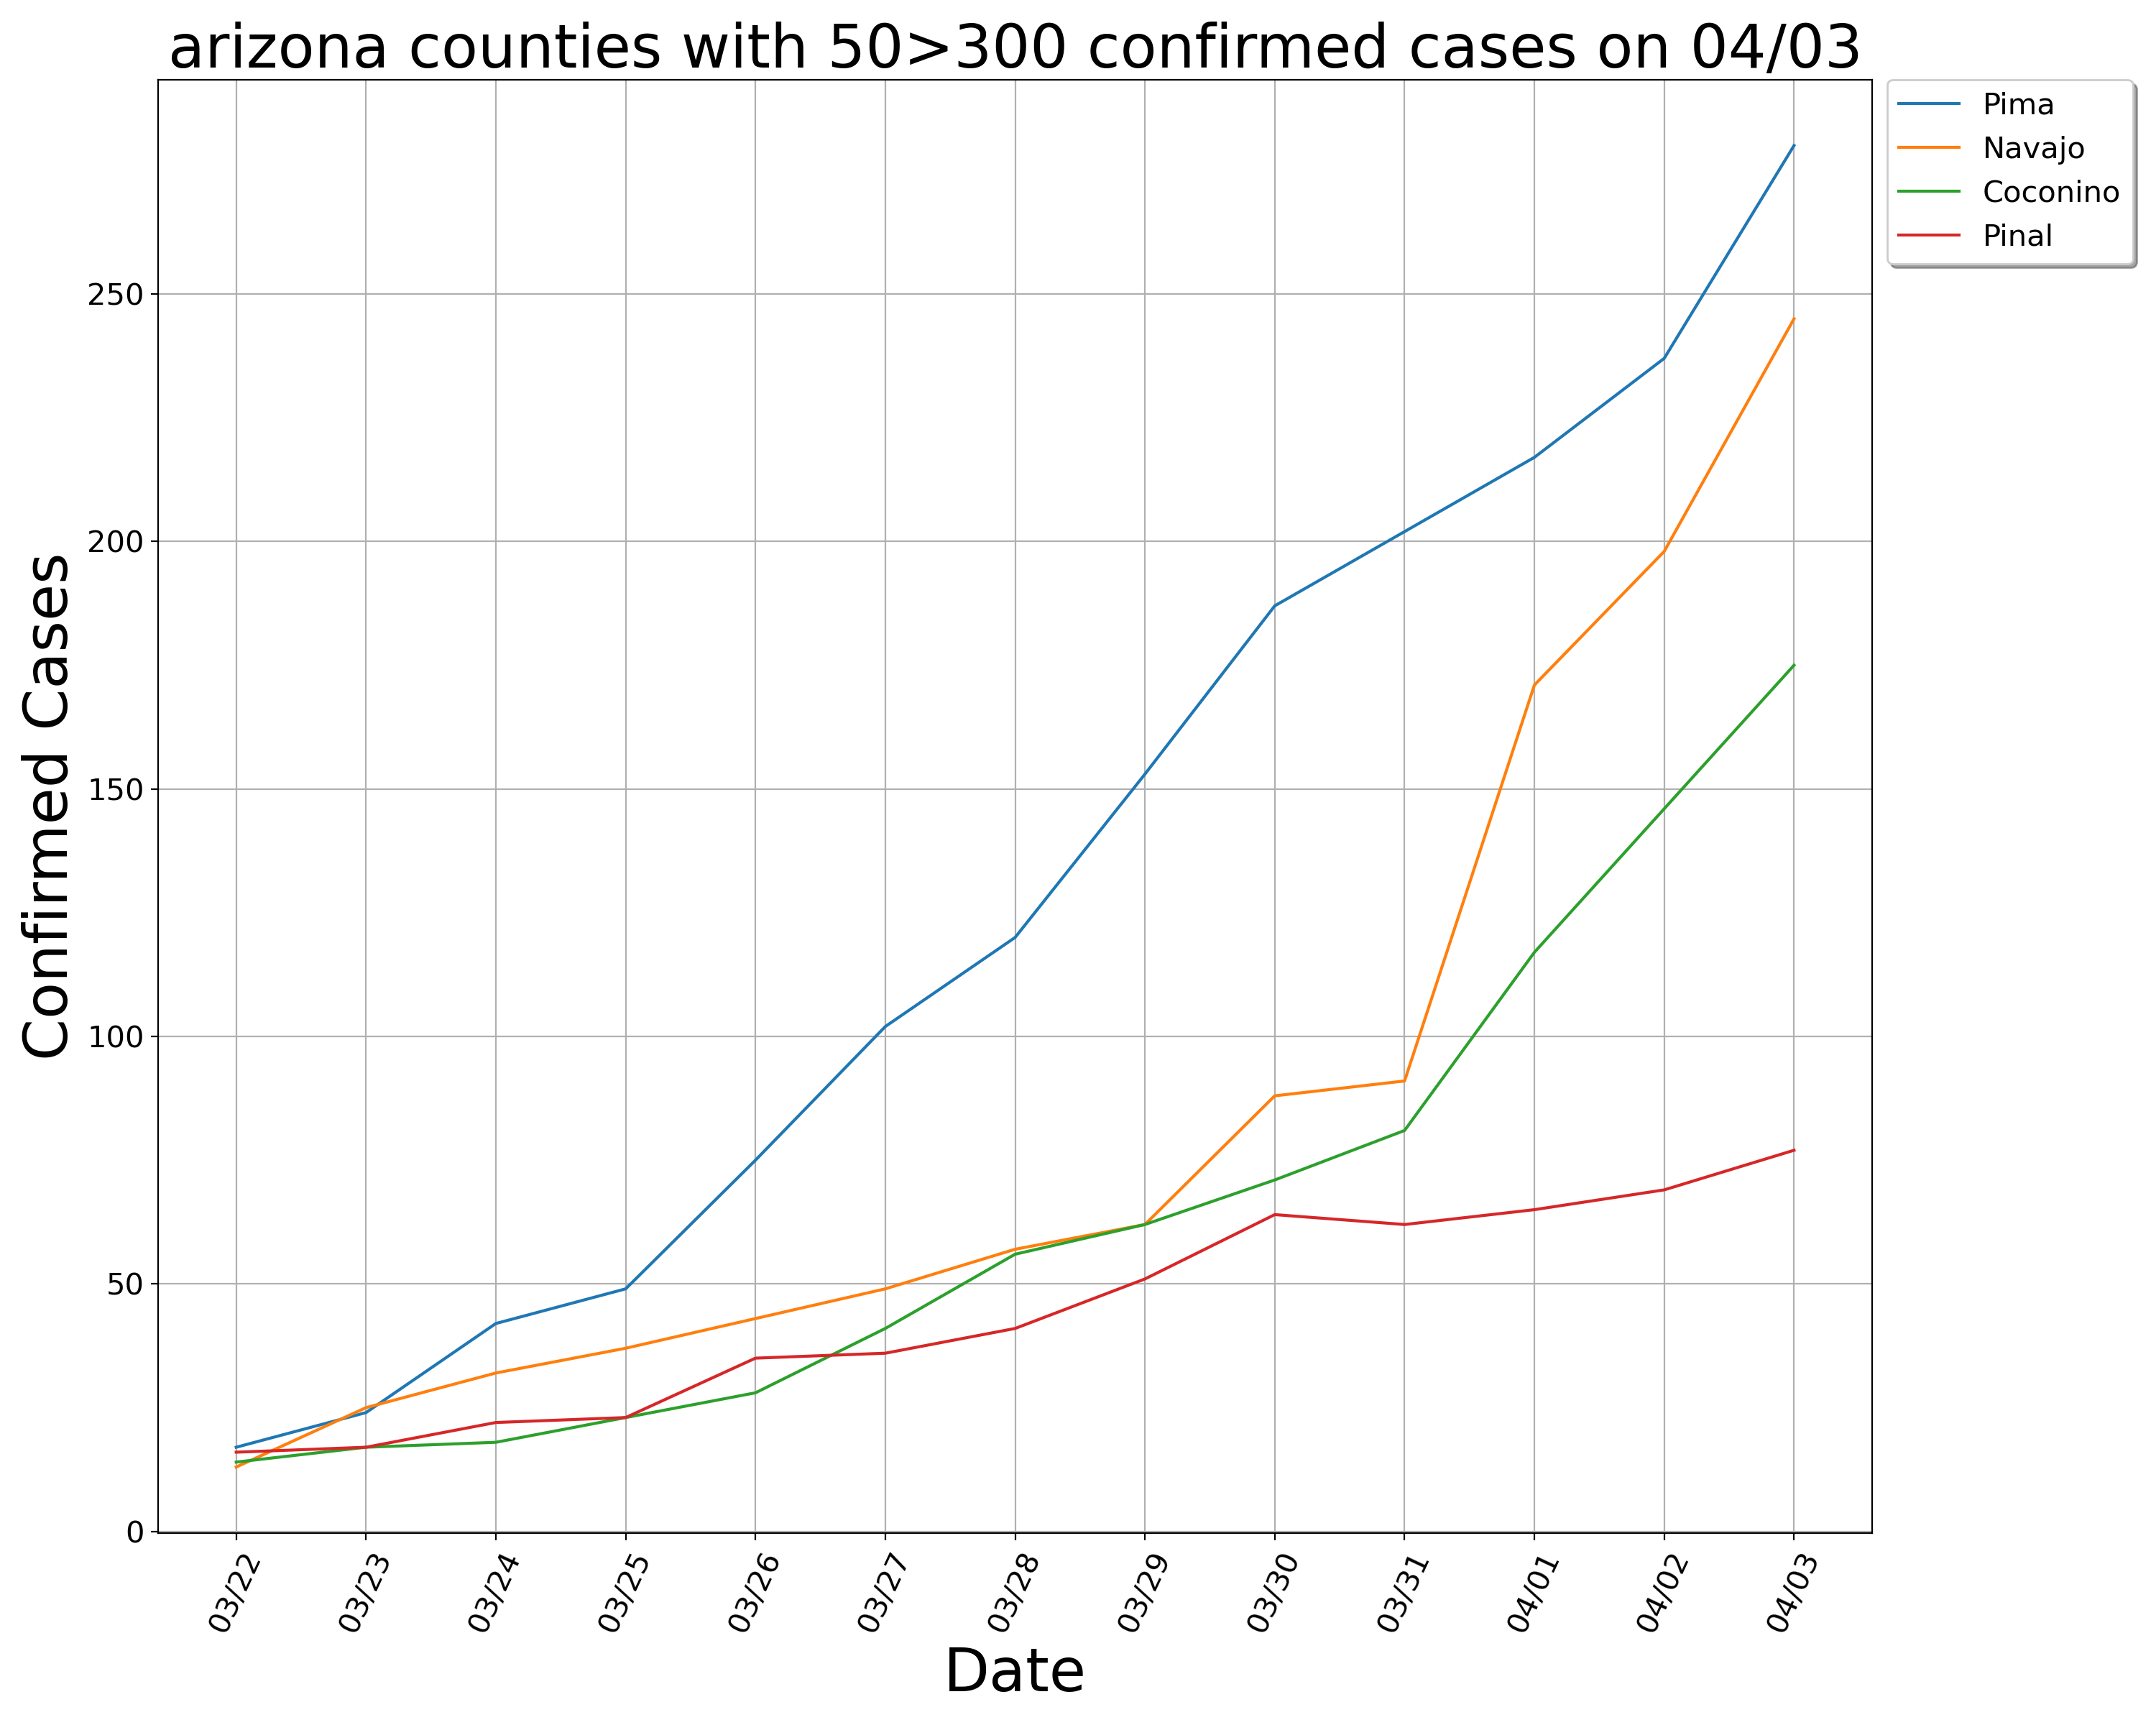 arizona counties with 50>300 confirmed cases on 04/03
Pima
Navajo
Coconino
Pinal
Confirmed Cases
250
200
150
100
50
0
03/22
03/23
03/24
03/25
03/26
03/27
03/28
03/29
03/30
03/31
04/01
04/02
04/03
Date